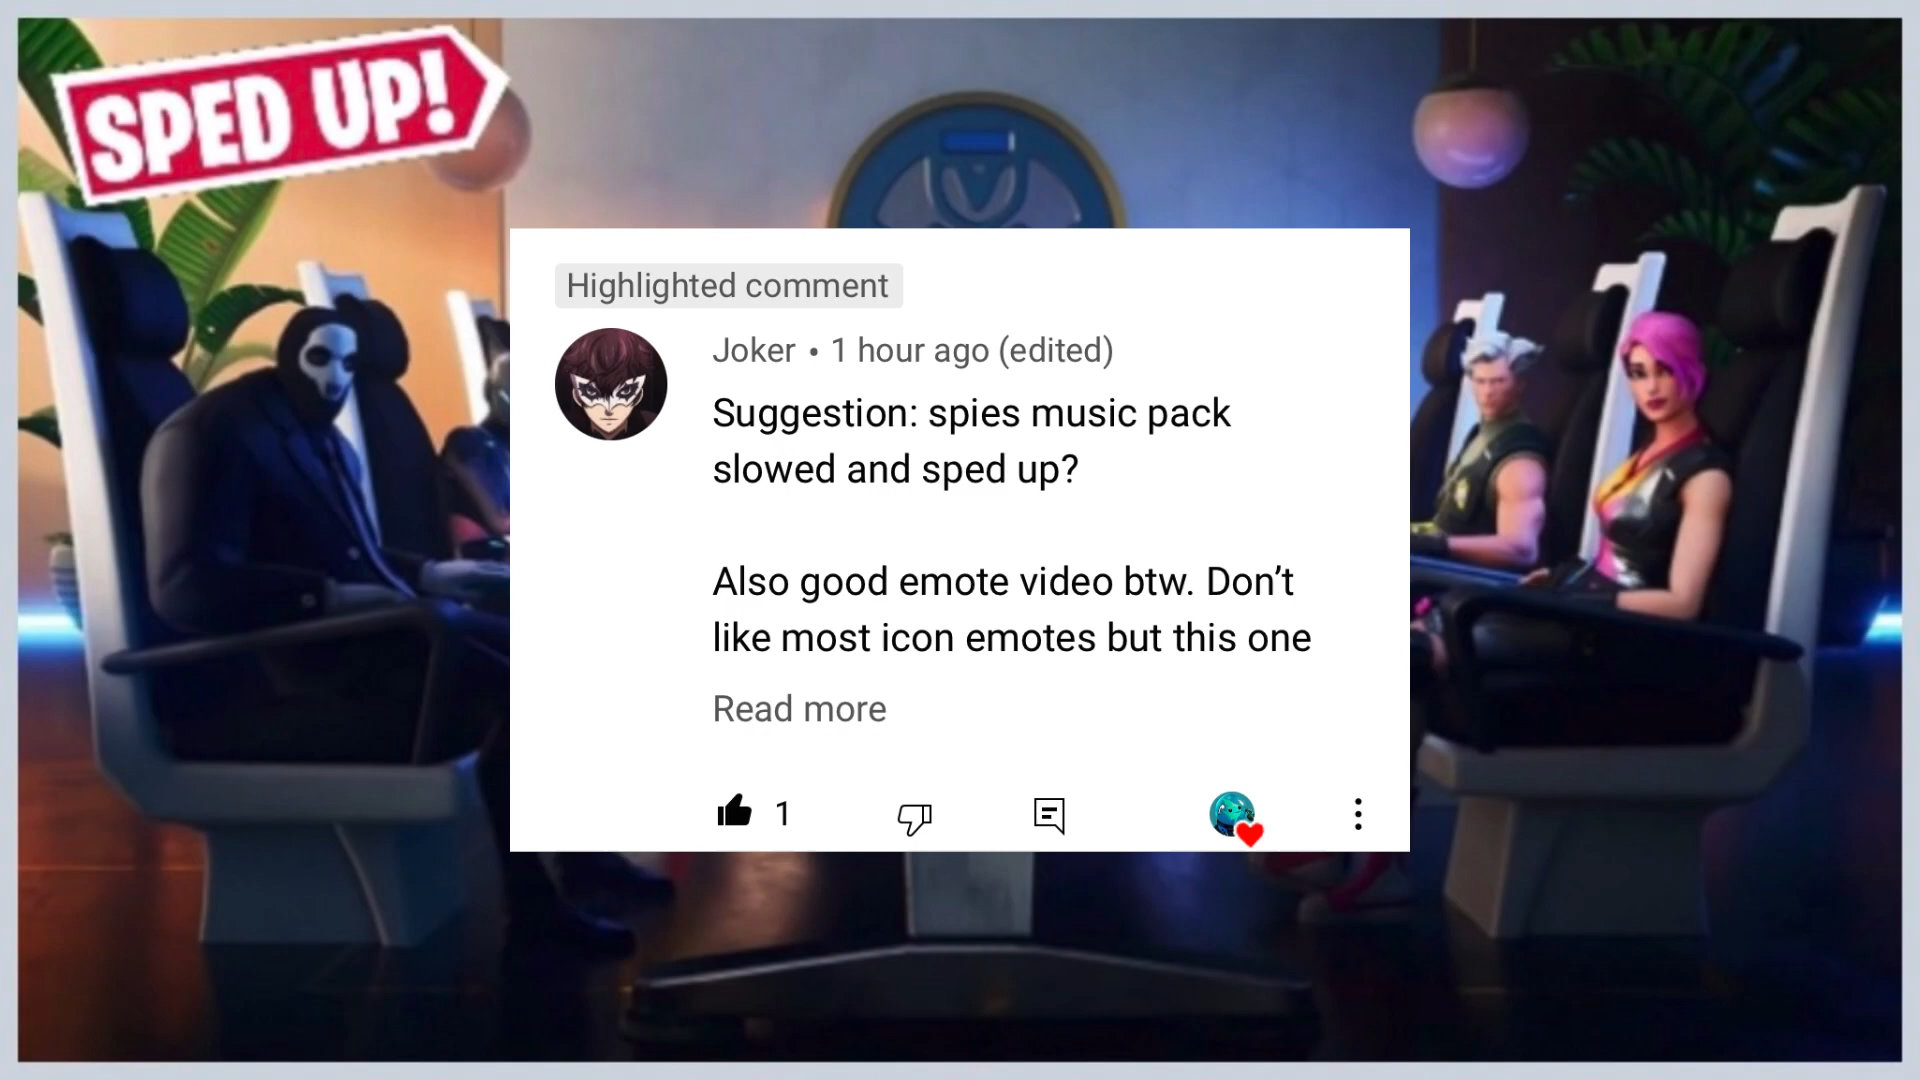 SPED UP!
Highlighted comment
Joker • 1 hour ago (edited)
Suggestion: spies music pack
slowed and sped up?
Also good emote video btw. Don’t
like most icon emotes but this one
Read more
1